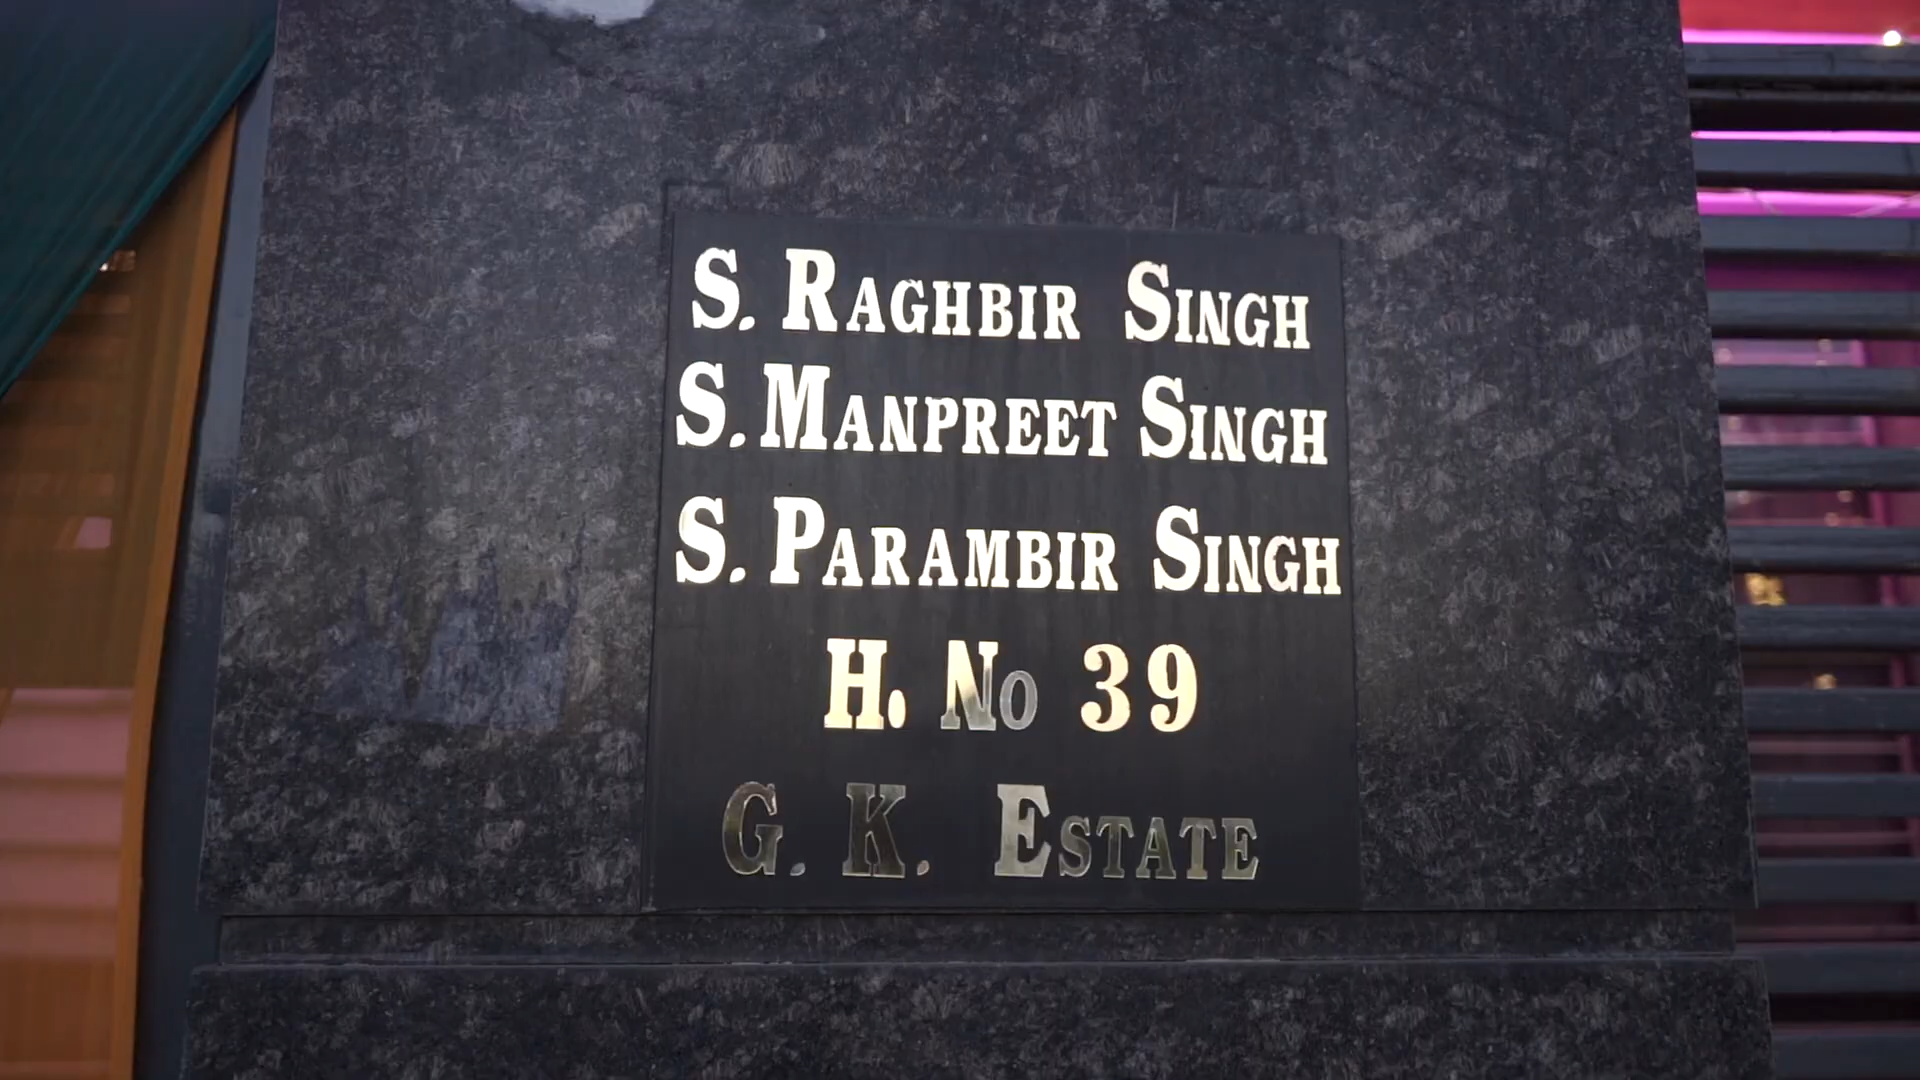 S. RAGHBIR SINGH
S. MANPREET SINGH
S. PARAMBIR SINGH
H. No 39
G. K. ESTATE